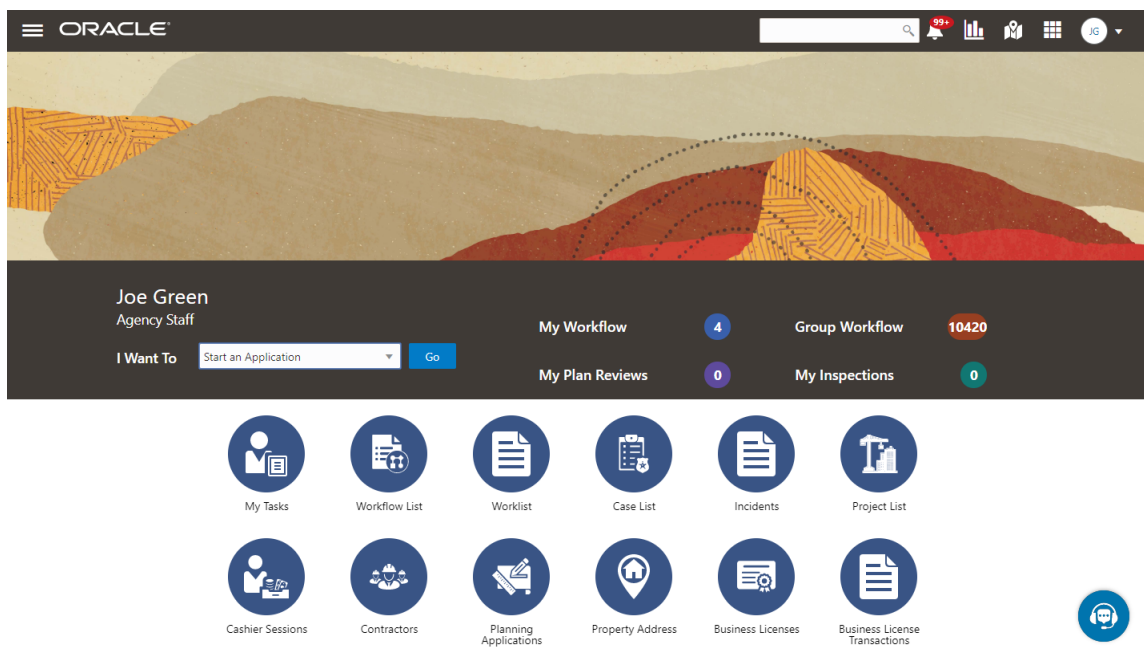 ORACLE
99+
JG
Joe Green
Agency Staff
I Want To Start an Application Go
My Workflow 4 Group Workflow 10420
My Plan Reviews 0 My Inspections 0
My Tasks Workflow List Worklist Case List Incidents Project List
Cashier Sessions Contractors Planning Applications Property Address Business Licenses Business License Transactions